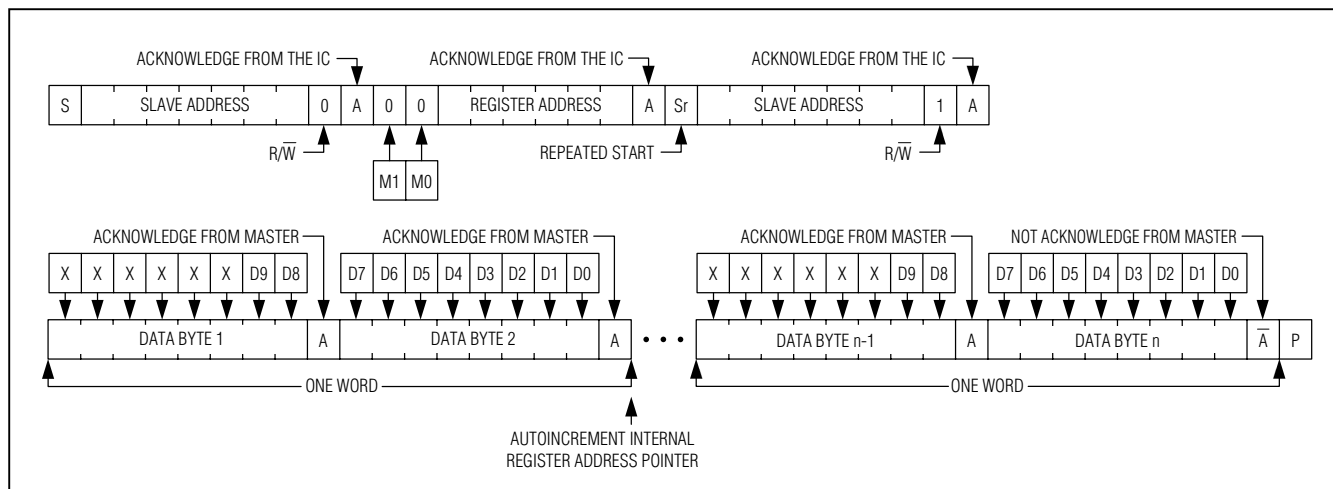 ACKNOWLEDGE FROM THE IC ACKNOWLEDGE FROM THE IC ACKNOWLEDGE FROM THE IC
S SLAVE ADDRESS 0 A 0 0 REGISTER ADDRESS A Sr SLAVE ADDRESS 1 A
R/W̅ REPEATED START R/W̅
M1 M0
ACKNOWLEDGE FROM MASTER ACKNOWLEDGE FROM MASTER ACKNOWLEDGE FROM MASTER NOT ACKNOWLEDGE FROM MASTER
X X X X X X D9 D8 D7 D6 D5 D4 D3 D2 D1 D0 X X X X X X D9 D8 D7 D6 D5 D4 D3 D2 D1 D0
DATA BYTE 1 A DATA BYTE 2 A • • • DATA BYTE n-1 A DATA BYTE n A̅ P
ONE WORD ONE WORD
AUTOINCREMENT INTERNAL
REGISTER ADDRESS POINTER